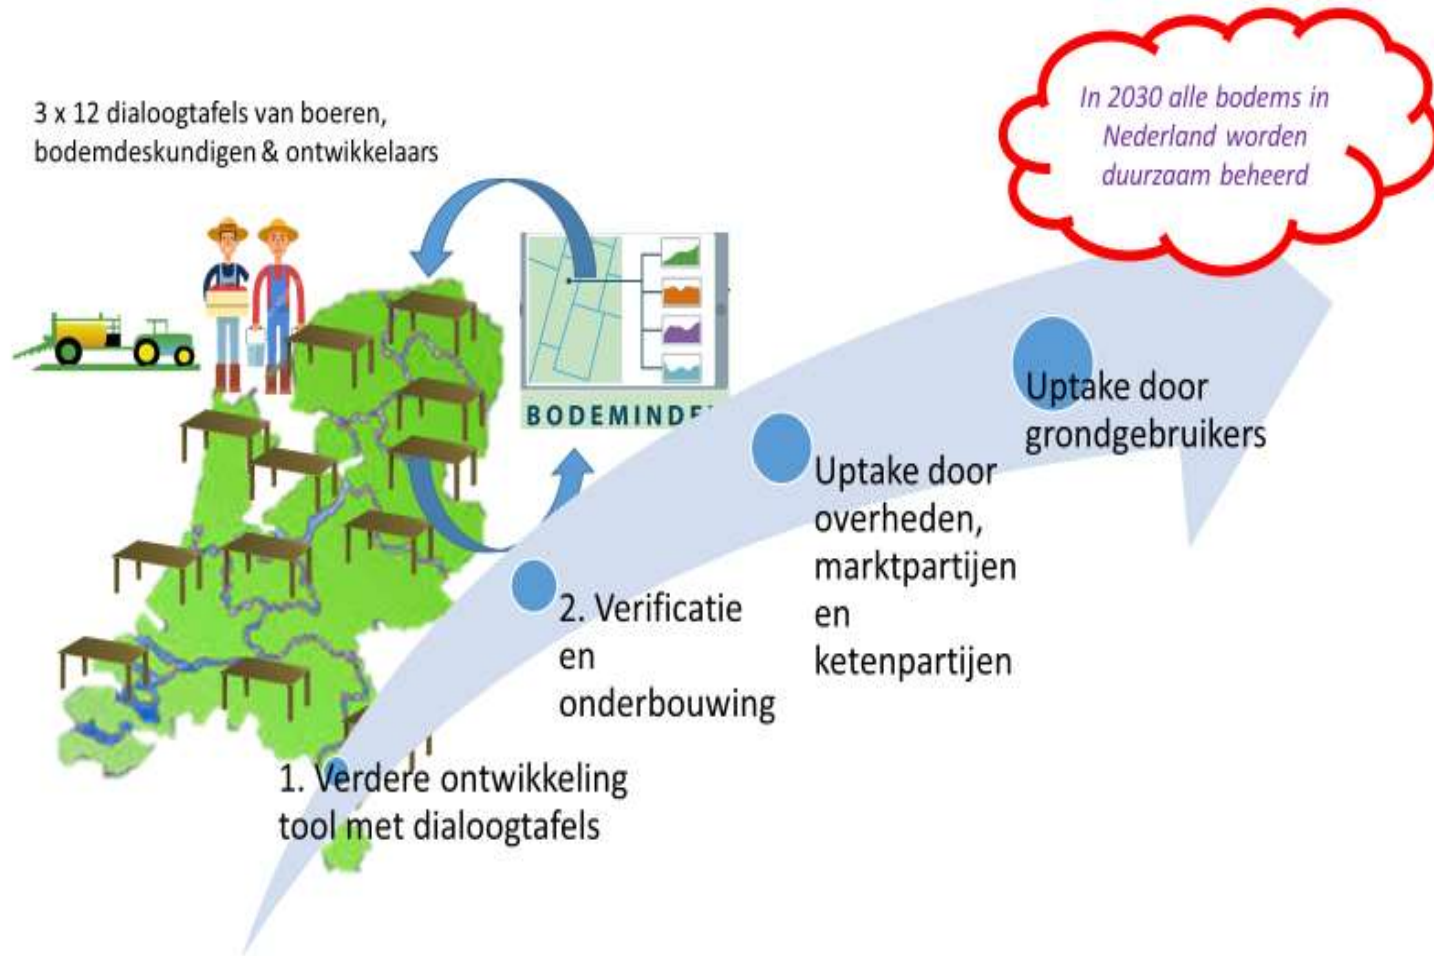 3 x 12 dialoogtafels van boeren,
bodemdeskundigen & ontwikkelaars
In 2030 alle bodems in
Nederland worden
duurzaam beheerd
BODEMINDE
Uptake door
grondgebruikers
Uptake door
overheden,
marktpartijen
en
ketenpartijen
2. Verificatie
en
onderbouwing
1. Verdere ontwikkeling
tool met dialoogtafels